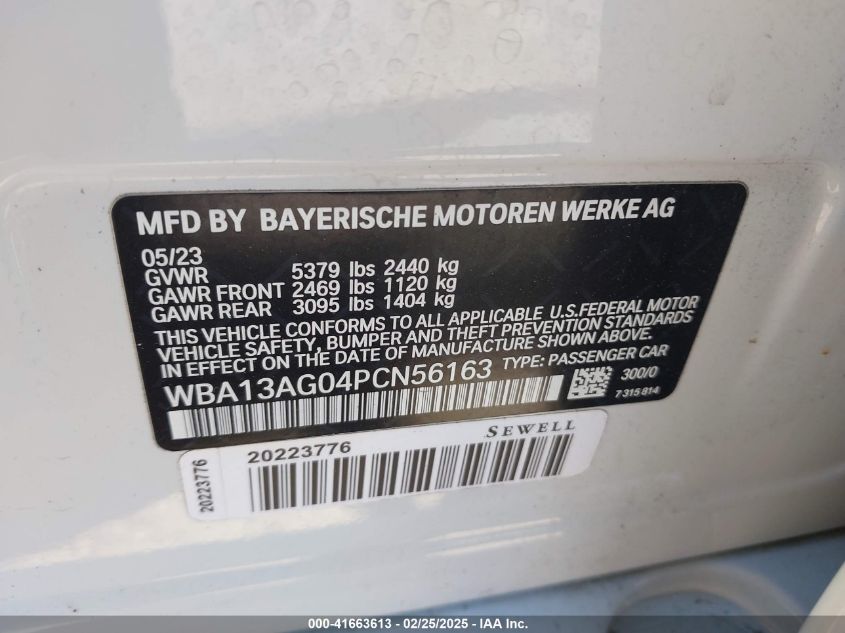 MFD BY BAYERISCHE MOTOREN WERKE AG
05/23
GVWR 5379 lbs 2440 kg
GAWR FRONT 2469 lbs 1120 kg
GAWR REAR 3095 lbs 1404 kg
THIS VEHICLE CONFORMS TO ALL APPLICABLE U.S.FEDERAL MOTOR
VEHICLE SAFETY, BUMPER AND THEFT PREVENTION STANDARDS
IN EFFECT ON THE DATE OF MANUFACTURE SHOWN ABOVE.
WBA13AG04PCN56163 TYPE: PASSENGER CAR
300/0
7 315 814
SEWELL
20223776
20223776
000-41663613 - 02/25/2025 - IAA Inc.